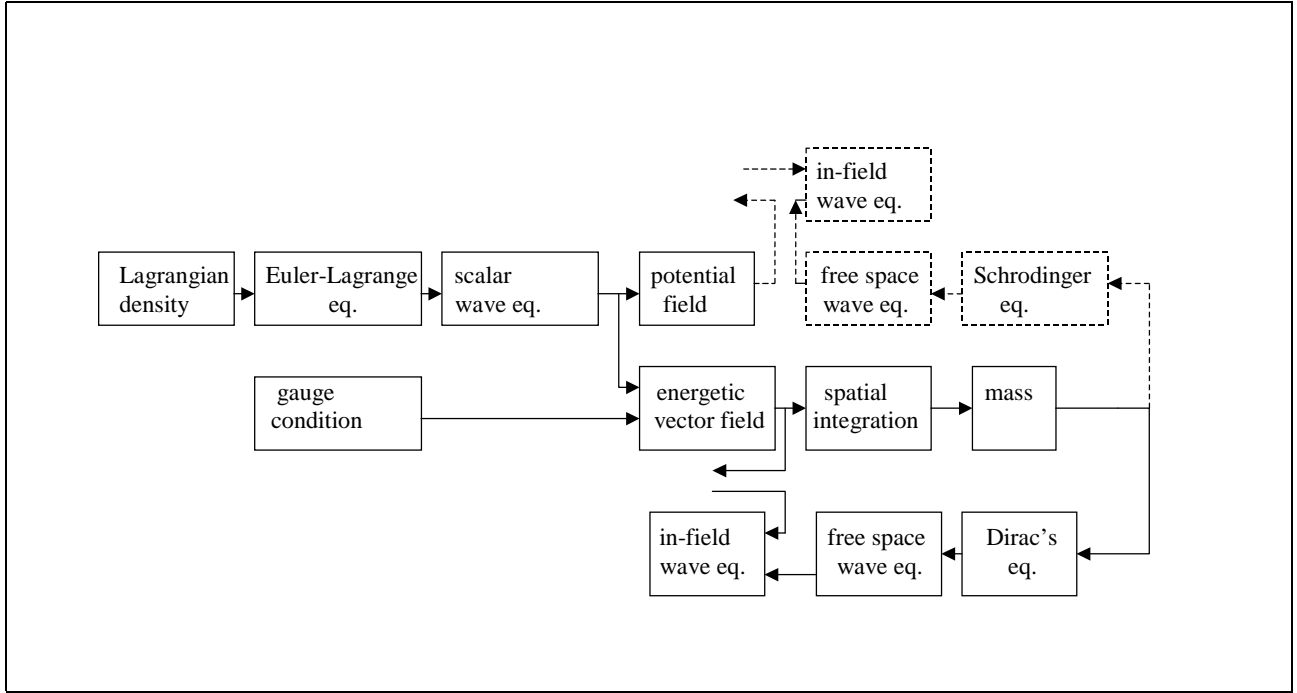 in-field
wave eq.
Lagrangian
density
Euler-Lagrange
eq.
scalar
wave eq.
potential
field
free space
wave eq.
Schrodinger
eq.
gauge
condition
energetic
vector field
spatial
integration
mass
in-field
wave eq.
free space
wave eq.
Dirac's
eq.